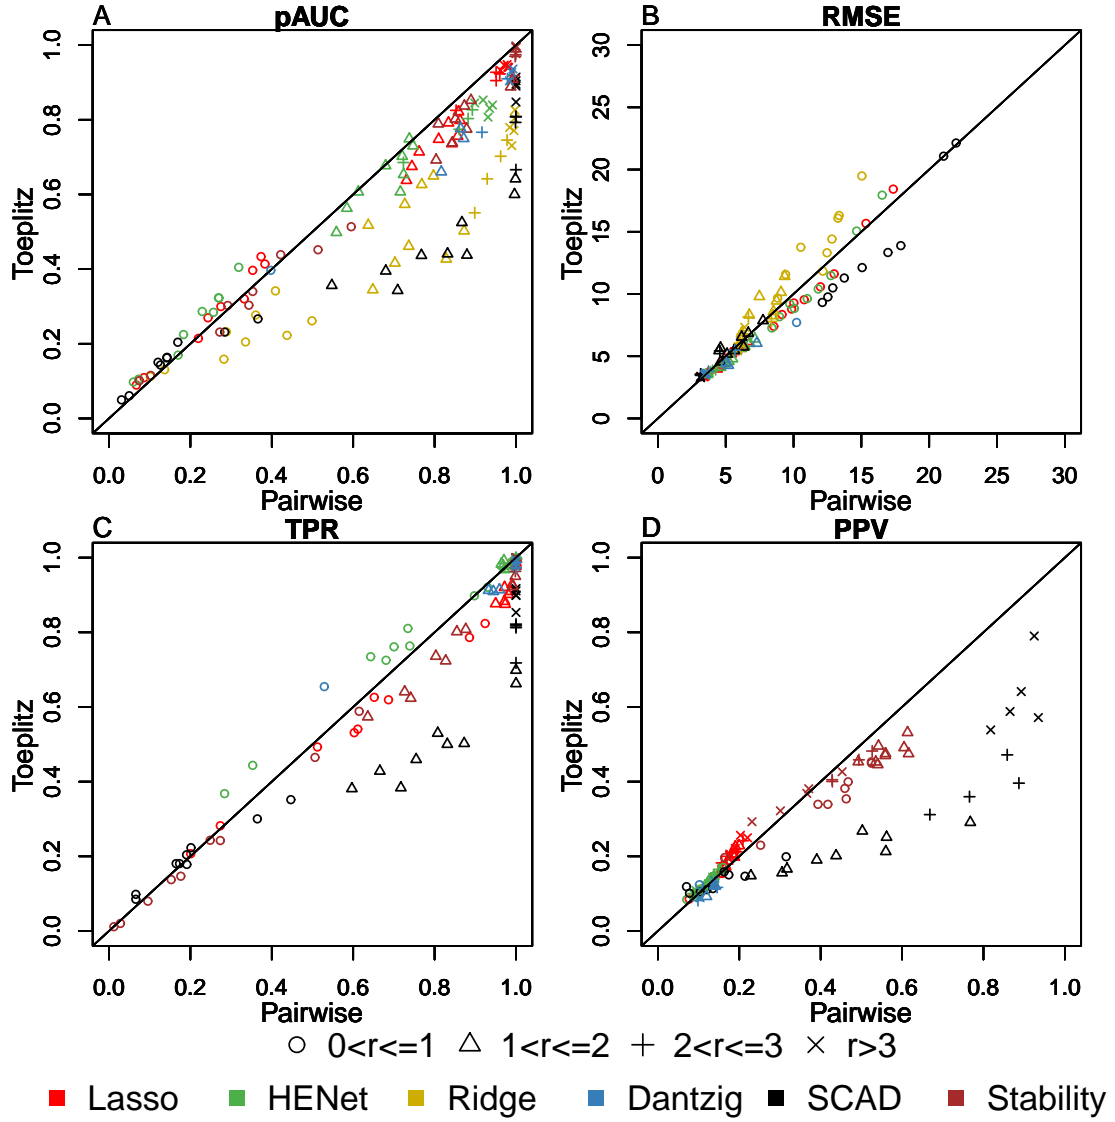 A pAUC
1.0
0.8
0.6
0.4
0.2
0.0
Toeplitz
0.0 0.2 0.4 0.6 0.8 1.0
Pairwise
B RMSE
30
25
20
15
10
5
0
Toeplitz
0 5 10 15 20 25 30
Pairwise
C TPR
1.0
0.8
0.6
0.4
0.2
0.0
Toeplitz
0.0 0.2 0.4 0.6 0.8 1.0
Pairwise
D PPV
1.0
0.8
0.6
0.4
0.2
0.0
Toeplitz
0.0 0.2 0.4 0.6 0.8 1.0
Pairwise
0<r<=1 1<r<=2 2<r<=3 r>3
Lasso HENet Ridge Dantzig SCAD Stability